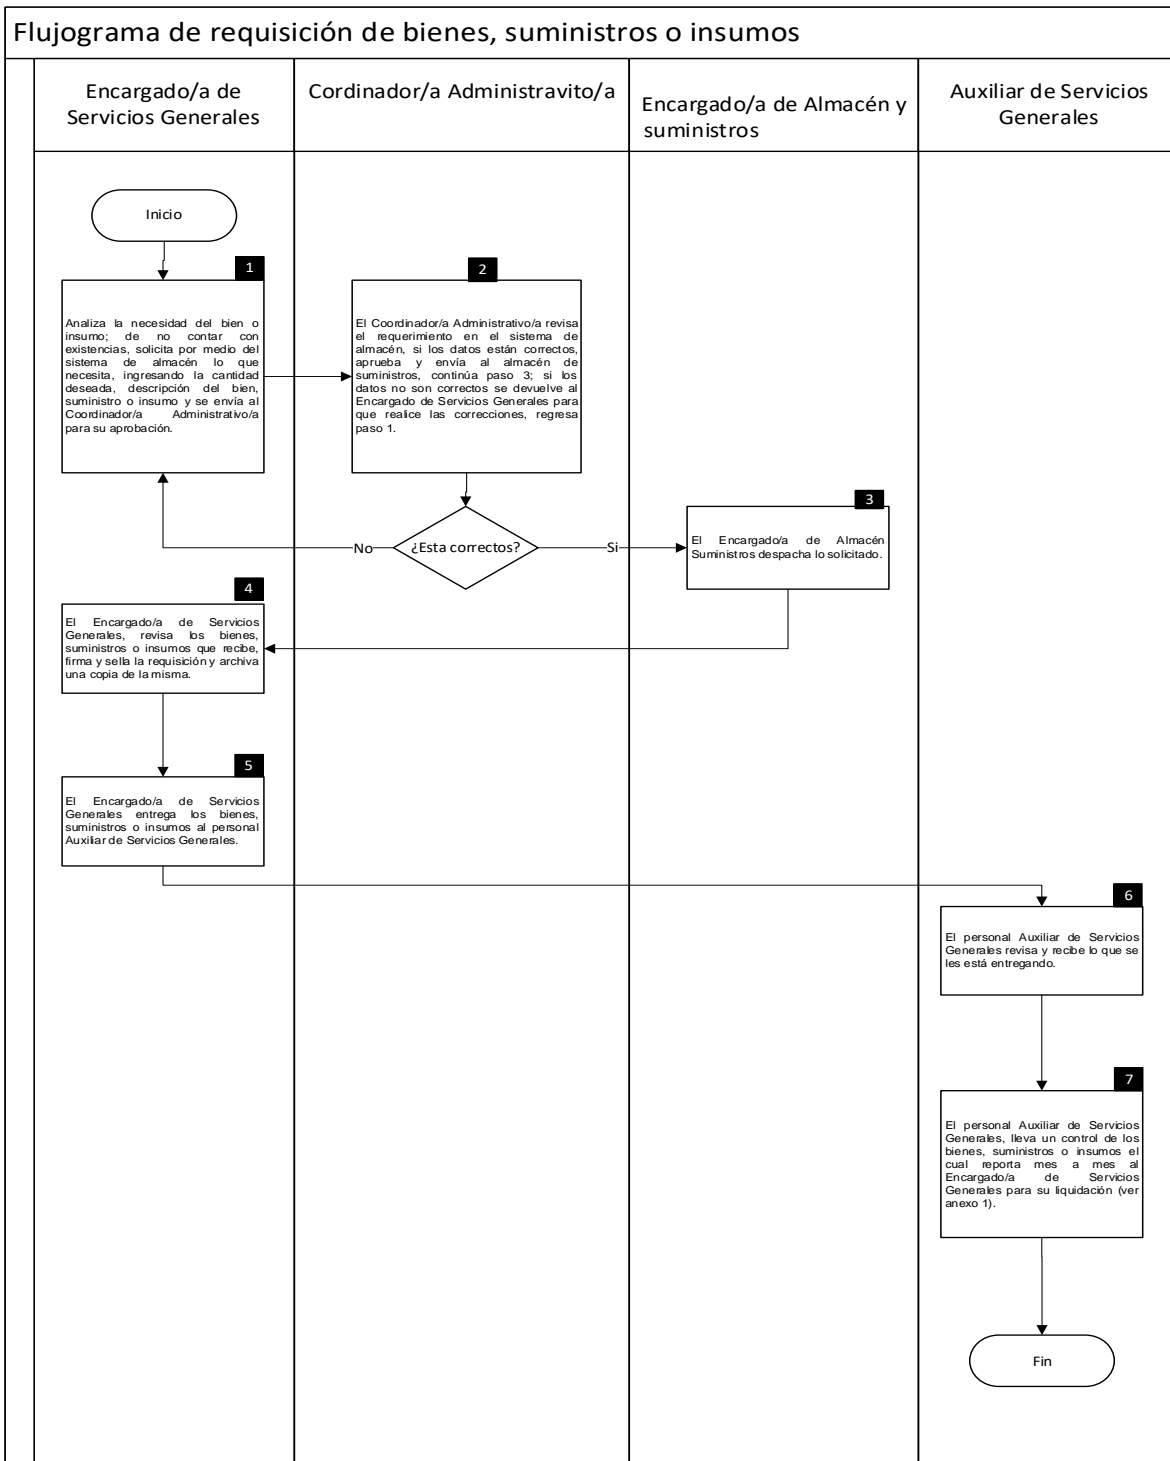 Flujograma de requisición de bienes, suministros o insumos
Encargado/a de
Servicios Generales
Cordinador/a Administravito/a
Encargado/a de Almacén y
suministros
Auxiliar de Servicios
Generales
Inicio
1
Analiza la necesidad del bien o
insumo; de no contar con
existencias, solicita por medio del
sistema de almacén lo que
necesita, ingresando la cantidad
deseada, descripción del bien,
suministro o insumo y se envía al
Coordinador/a Administrativo/a
para su aprobación.
2
El Coordinador/a Administrativo/a revisa
el requerimiento en el sistema de
almacén, si los datos están correctos,
aprueba y envía al almacén de
suministros, continúa paso 3; si los
datos no son correctos se devuelve al
Encargado de Servicios Generales para
que realice las correcciones, regresa
paso 1.
¿Esta correctos?
No
Si
3
El Encargado/a de Almacén
Suministros despacha lo solicitado.
4
El Encargado/a de Servicios
Generales, revisa los bienes,
suministros o insumos que recibe,
firma y sella la requisición y archiva
una copia de la misma.
5
El Encargado/a de Servicios
Generales entrega los bienes,
suministros o insumos al personal
Auxiliar de Servicios Generales.
6
El personal Auxiliar de Servicios
Generales revisa y recibe lo que se
les está entregando.
7
El personal Auxiliar de Servicios
Generales, lleva un control de los
bienes, suministros o insumos el
cual reporta mes a mes al
Encargado/a de Servicios
Generales para su liquidación (ver
anexo 1).
Fin